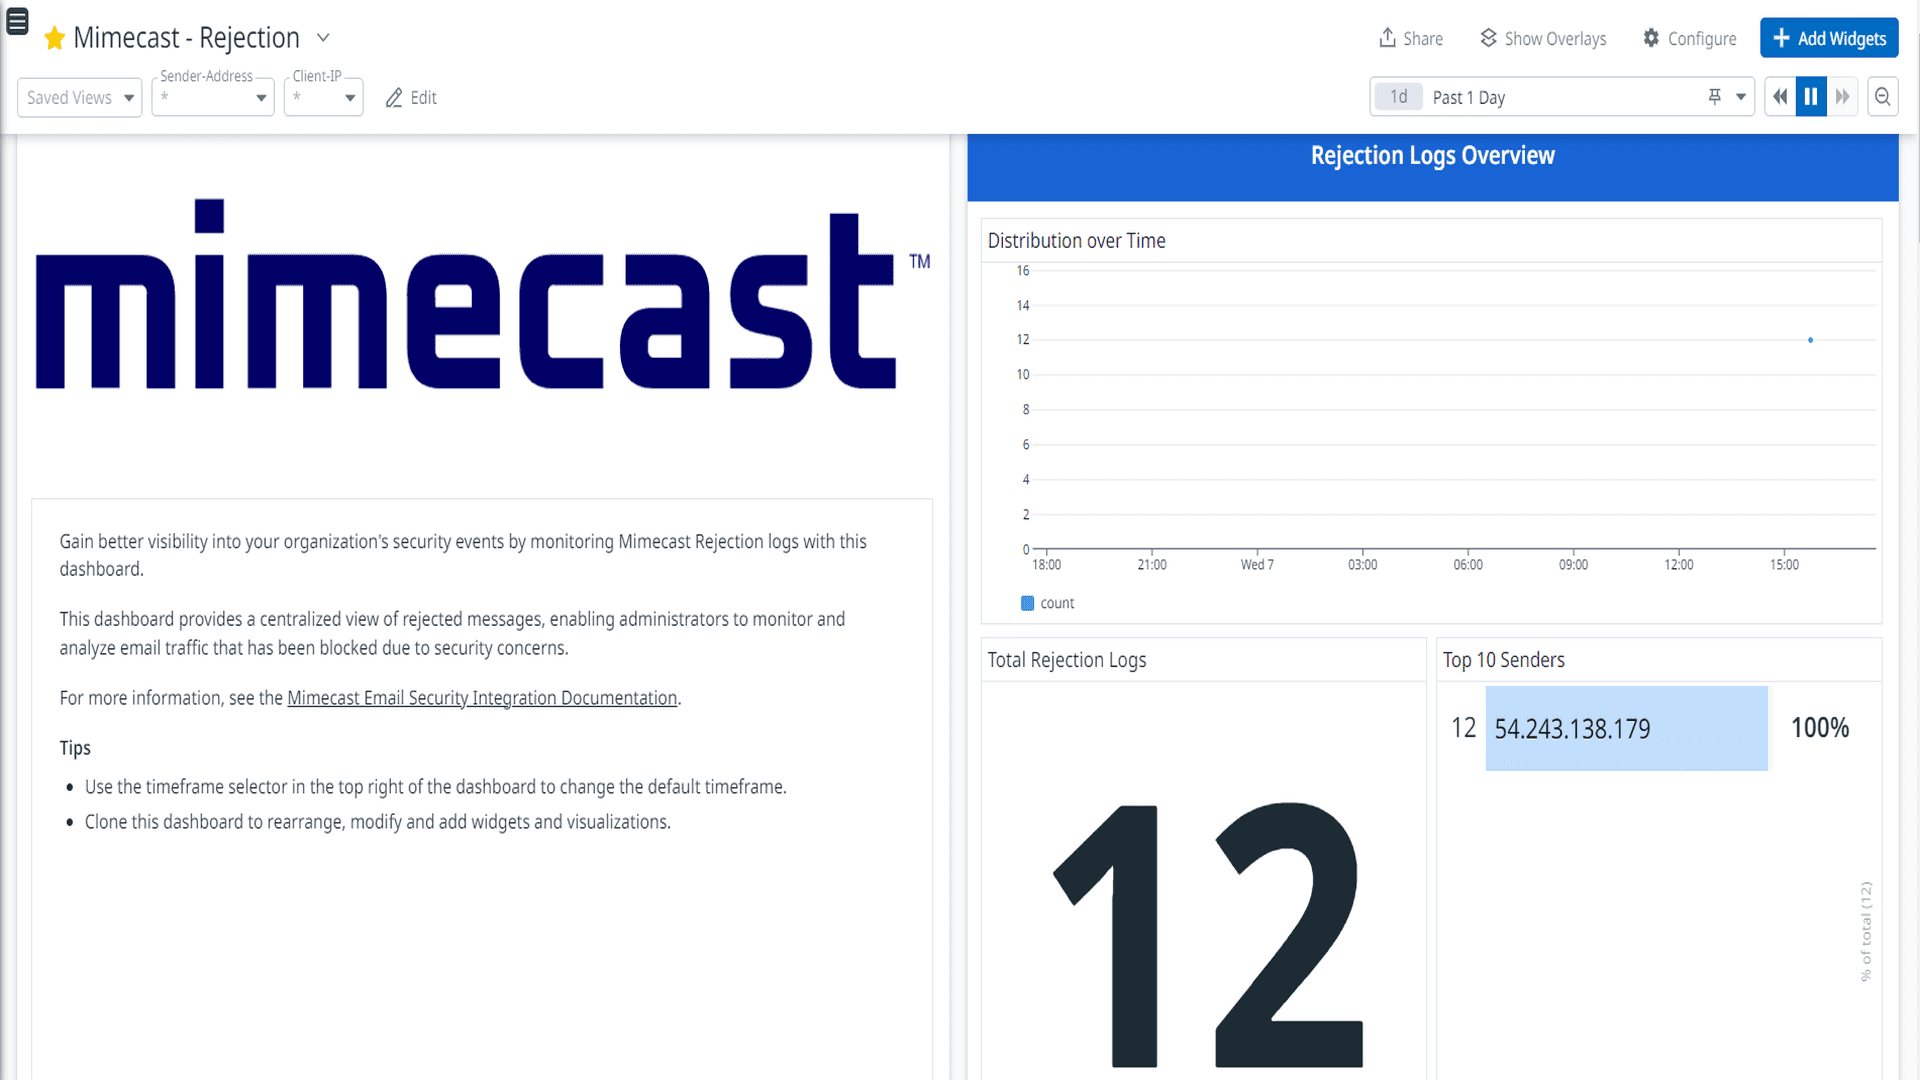 Mimecast - Rejection
Share
Show Overlays
Configure
Add Widgets
Saved Views
Sender-Address
*
Client-IP
*
Edit
1d Past 1 Day
mimecast™
Gain better visibility into your organization's security events by monitoring Mimecast Rejection logs with this
dashboard.
This dashboard provides a centralized view of rejected messages, enabling administrators to monitor and
analyze email traffic that has been blocked due to security concerns.
For more information, see the Mimecast Email Security Integration Documentation.
Tips
Use the timeframe selector in the top right of the dashboard to change the default timeframe.
Clone this dashboard to rearrange, modify and add widgets and visualizations.
Rejection Logs Overview
Distribution over Time
16
14
12
10
8
6
4
2
0
18:00 21:00 Wed 7 03:00 06:00 09:00 12:00 15:00
count
Total Rejection Logs
12
Top 10 Senders
12 54.243.138.179 100%
% of total (12)